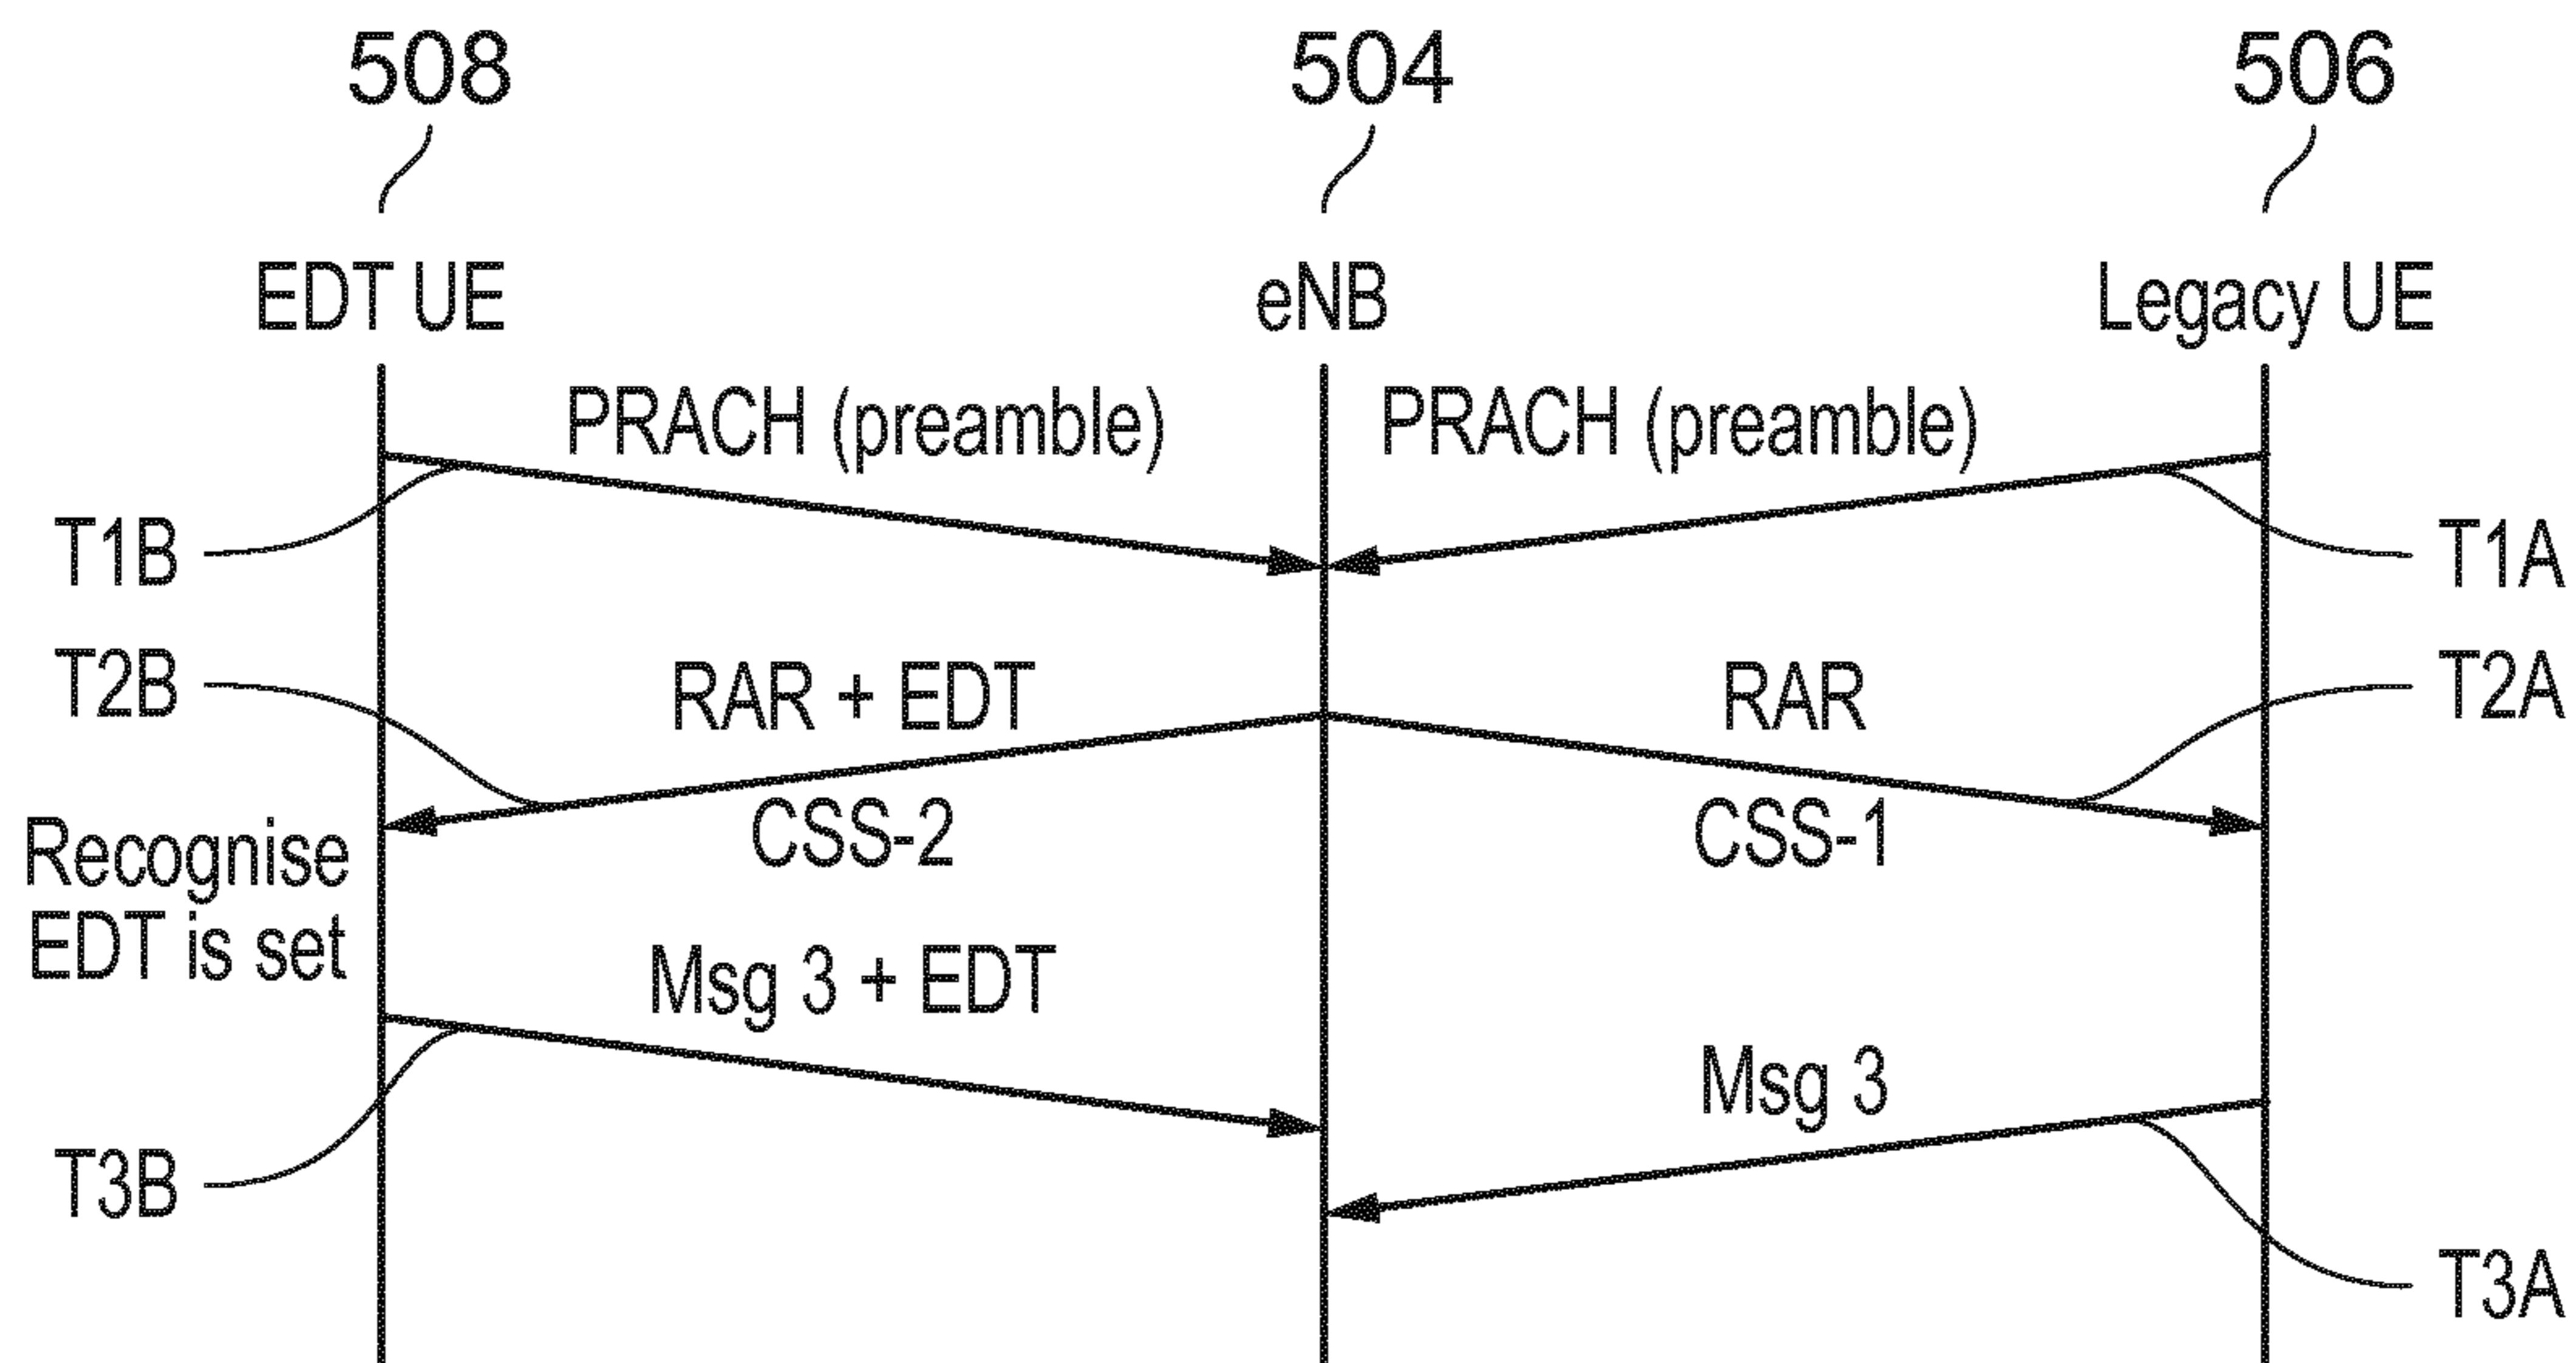 508
504
506
EDT UE
eNB
Legacy UE
PRACH (preamble)
PRACH (preamble)
T1B
T1A
T2B
RAR + EDT
RAR
T2A
CSS-2
CSS-1
Recognise
EDT is set
Msg 3 + EDT
Msg 3
T3B
T3A